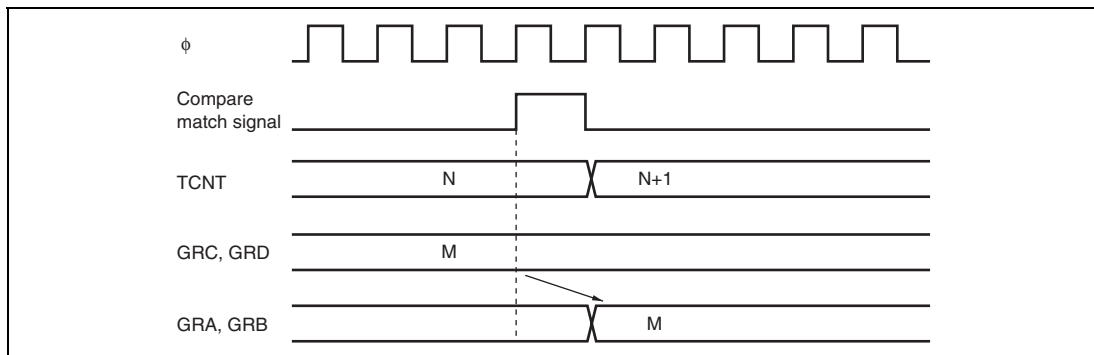 ϕ
Compare
match signal
TCNT N N+1
GRC, GRD M
GRA, GRB M